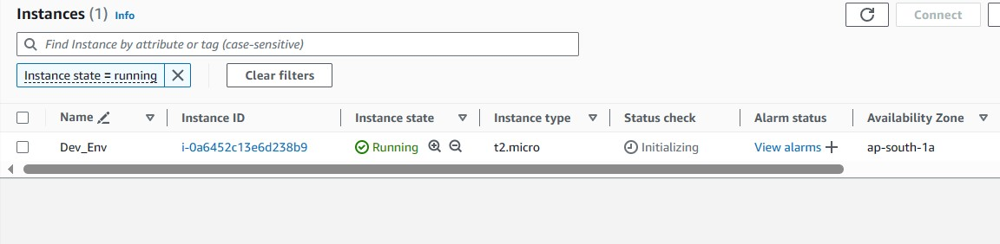 Instances (1) Info
Connect
Find Instance by attribute or tag (case-sensitive)
Instance state = running
Clear filters
Name Instance ID Instance state Instance type Status check Alarm status Availability Zone
Dev_Env i-0a6452c13e6d238b9 Running t2.micro Initializing View alarms + ap-south-1a